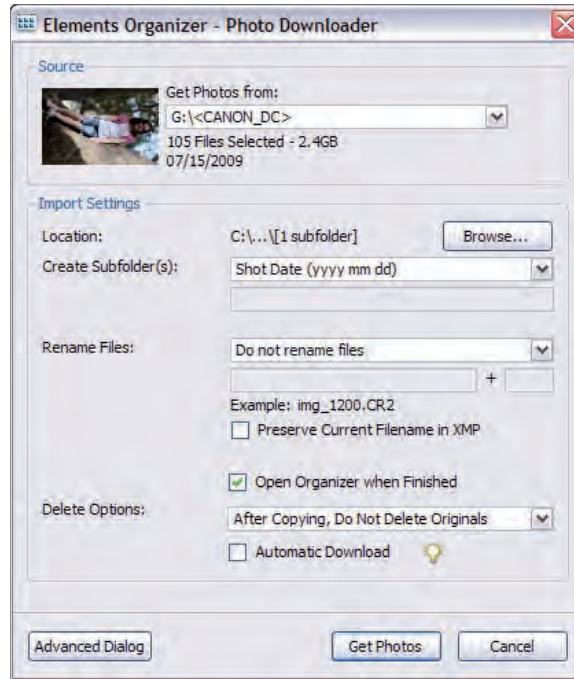 Elements Organizer - Photo Downloader
Source
Get Photos from:
G:\<CANON_DC>
105 Files Selected - 2.4GB
07/15/2009
Import Settings
Location: C:\...\[1 subfolder] Browse...
Create Subfolder(s): Shot Date (yyyy mm dd)
Rename Files: Do not rename files
+
Example: img_1200.CR2
Preserve Current Filename in XMP
Open Organizer when Finished
Delete Options: After Copying, Do Not Delete Originals
Automatic Download
Advanced Dialog Get Photos Cancel